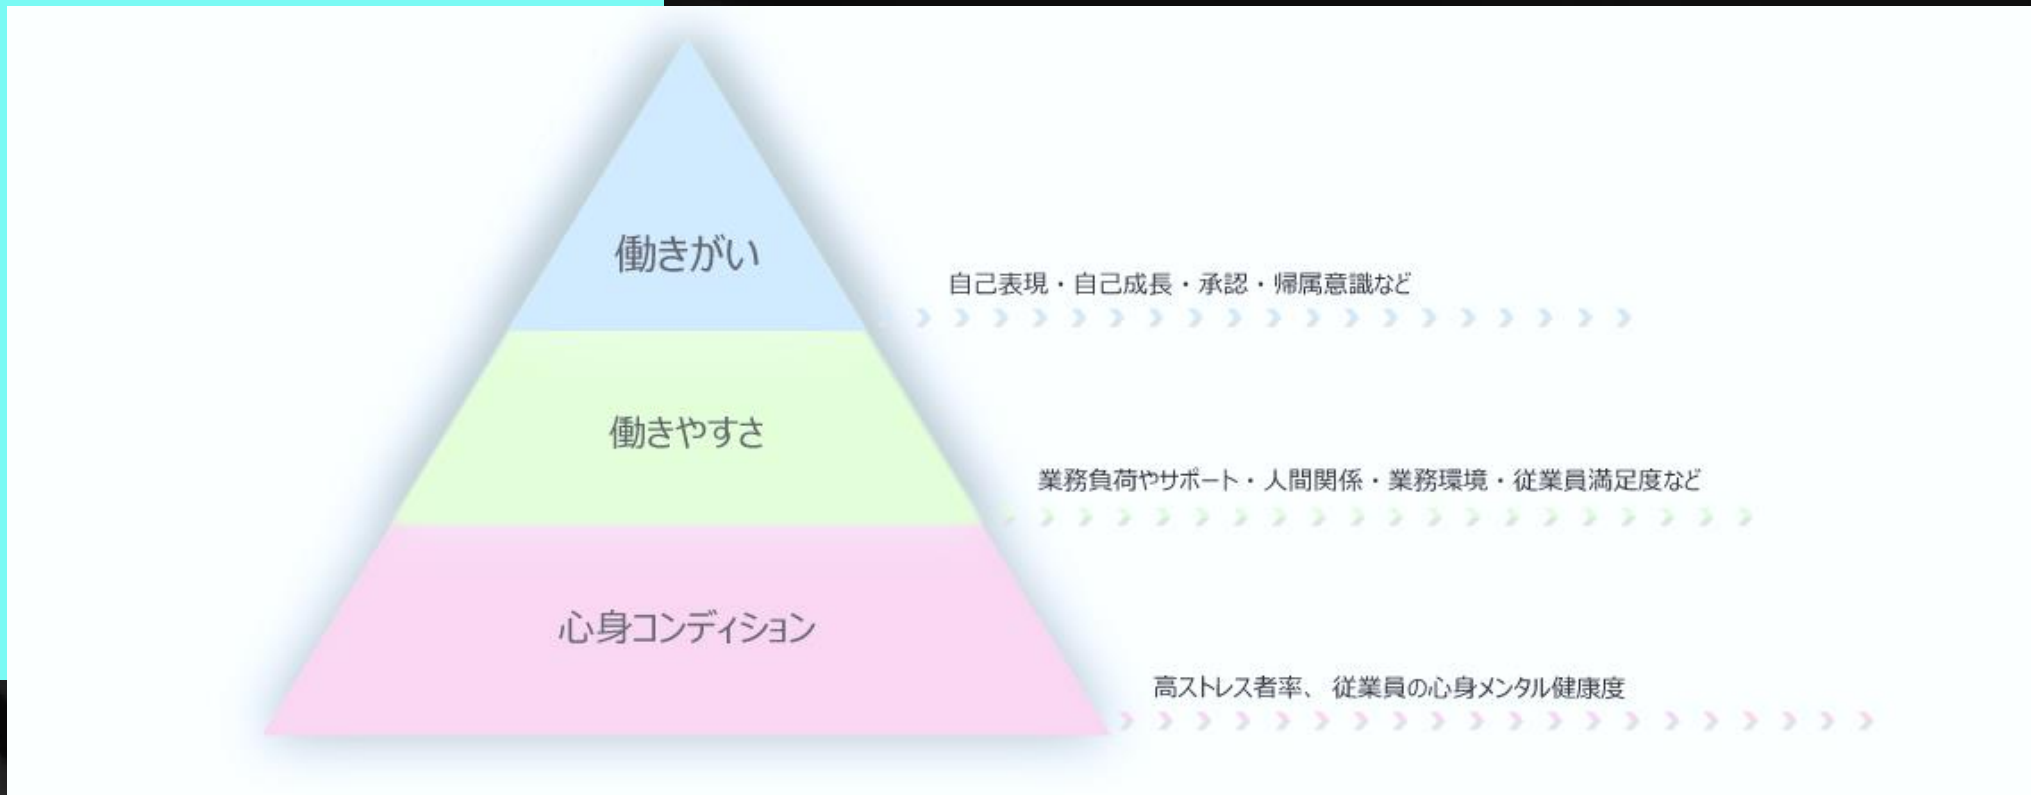 働きがい
自己表現・自己成長・承認・帰属意識など
働きやすさ
業務負荷やサポート・人間関係・業務環境・従業員満足度など
心身コンディション
高ストレス者率、従業員の心身メンタル健康度